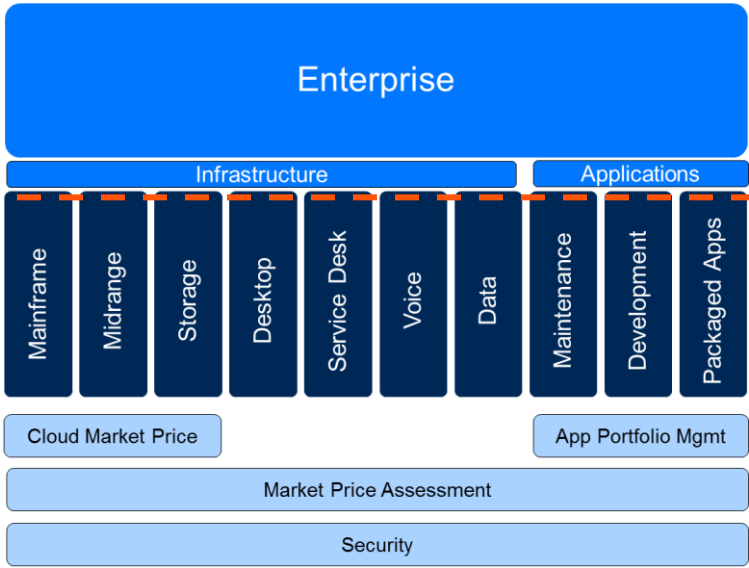 Enterprise
Infrastructure
Applications
Mainframe
Midrange
Storage
Desktop
Service Desk
Voice
Data
Maintenance
Development
Packaged Apps
Cloud Market Price
App Portfolio Mgmt
Market Price Assessment
Security